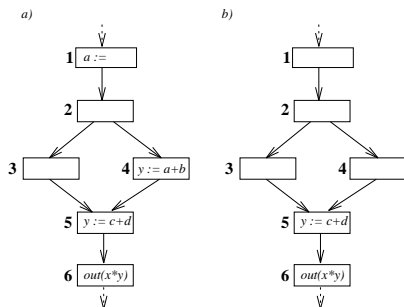 a)
1 a :=
2
3
4 y := a+b
5 y := c+d
6 out(x*y)
b)
1
2
3
4
5 y := c+d
6 out(x*y)